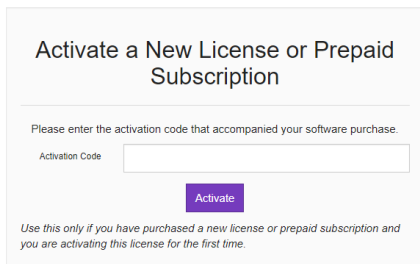 Activate a New License or Prepaid
Subscription
Please enter the activation code that accompanied your software purchase.
Activation Code
Activate
Use this only if you have purchased a new license or prepaid subscription and
you are activating this license for the first time.